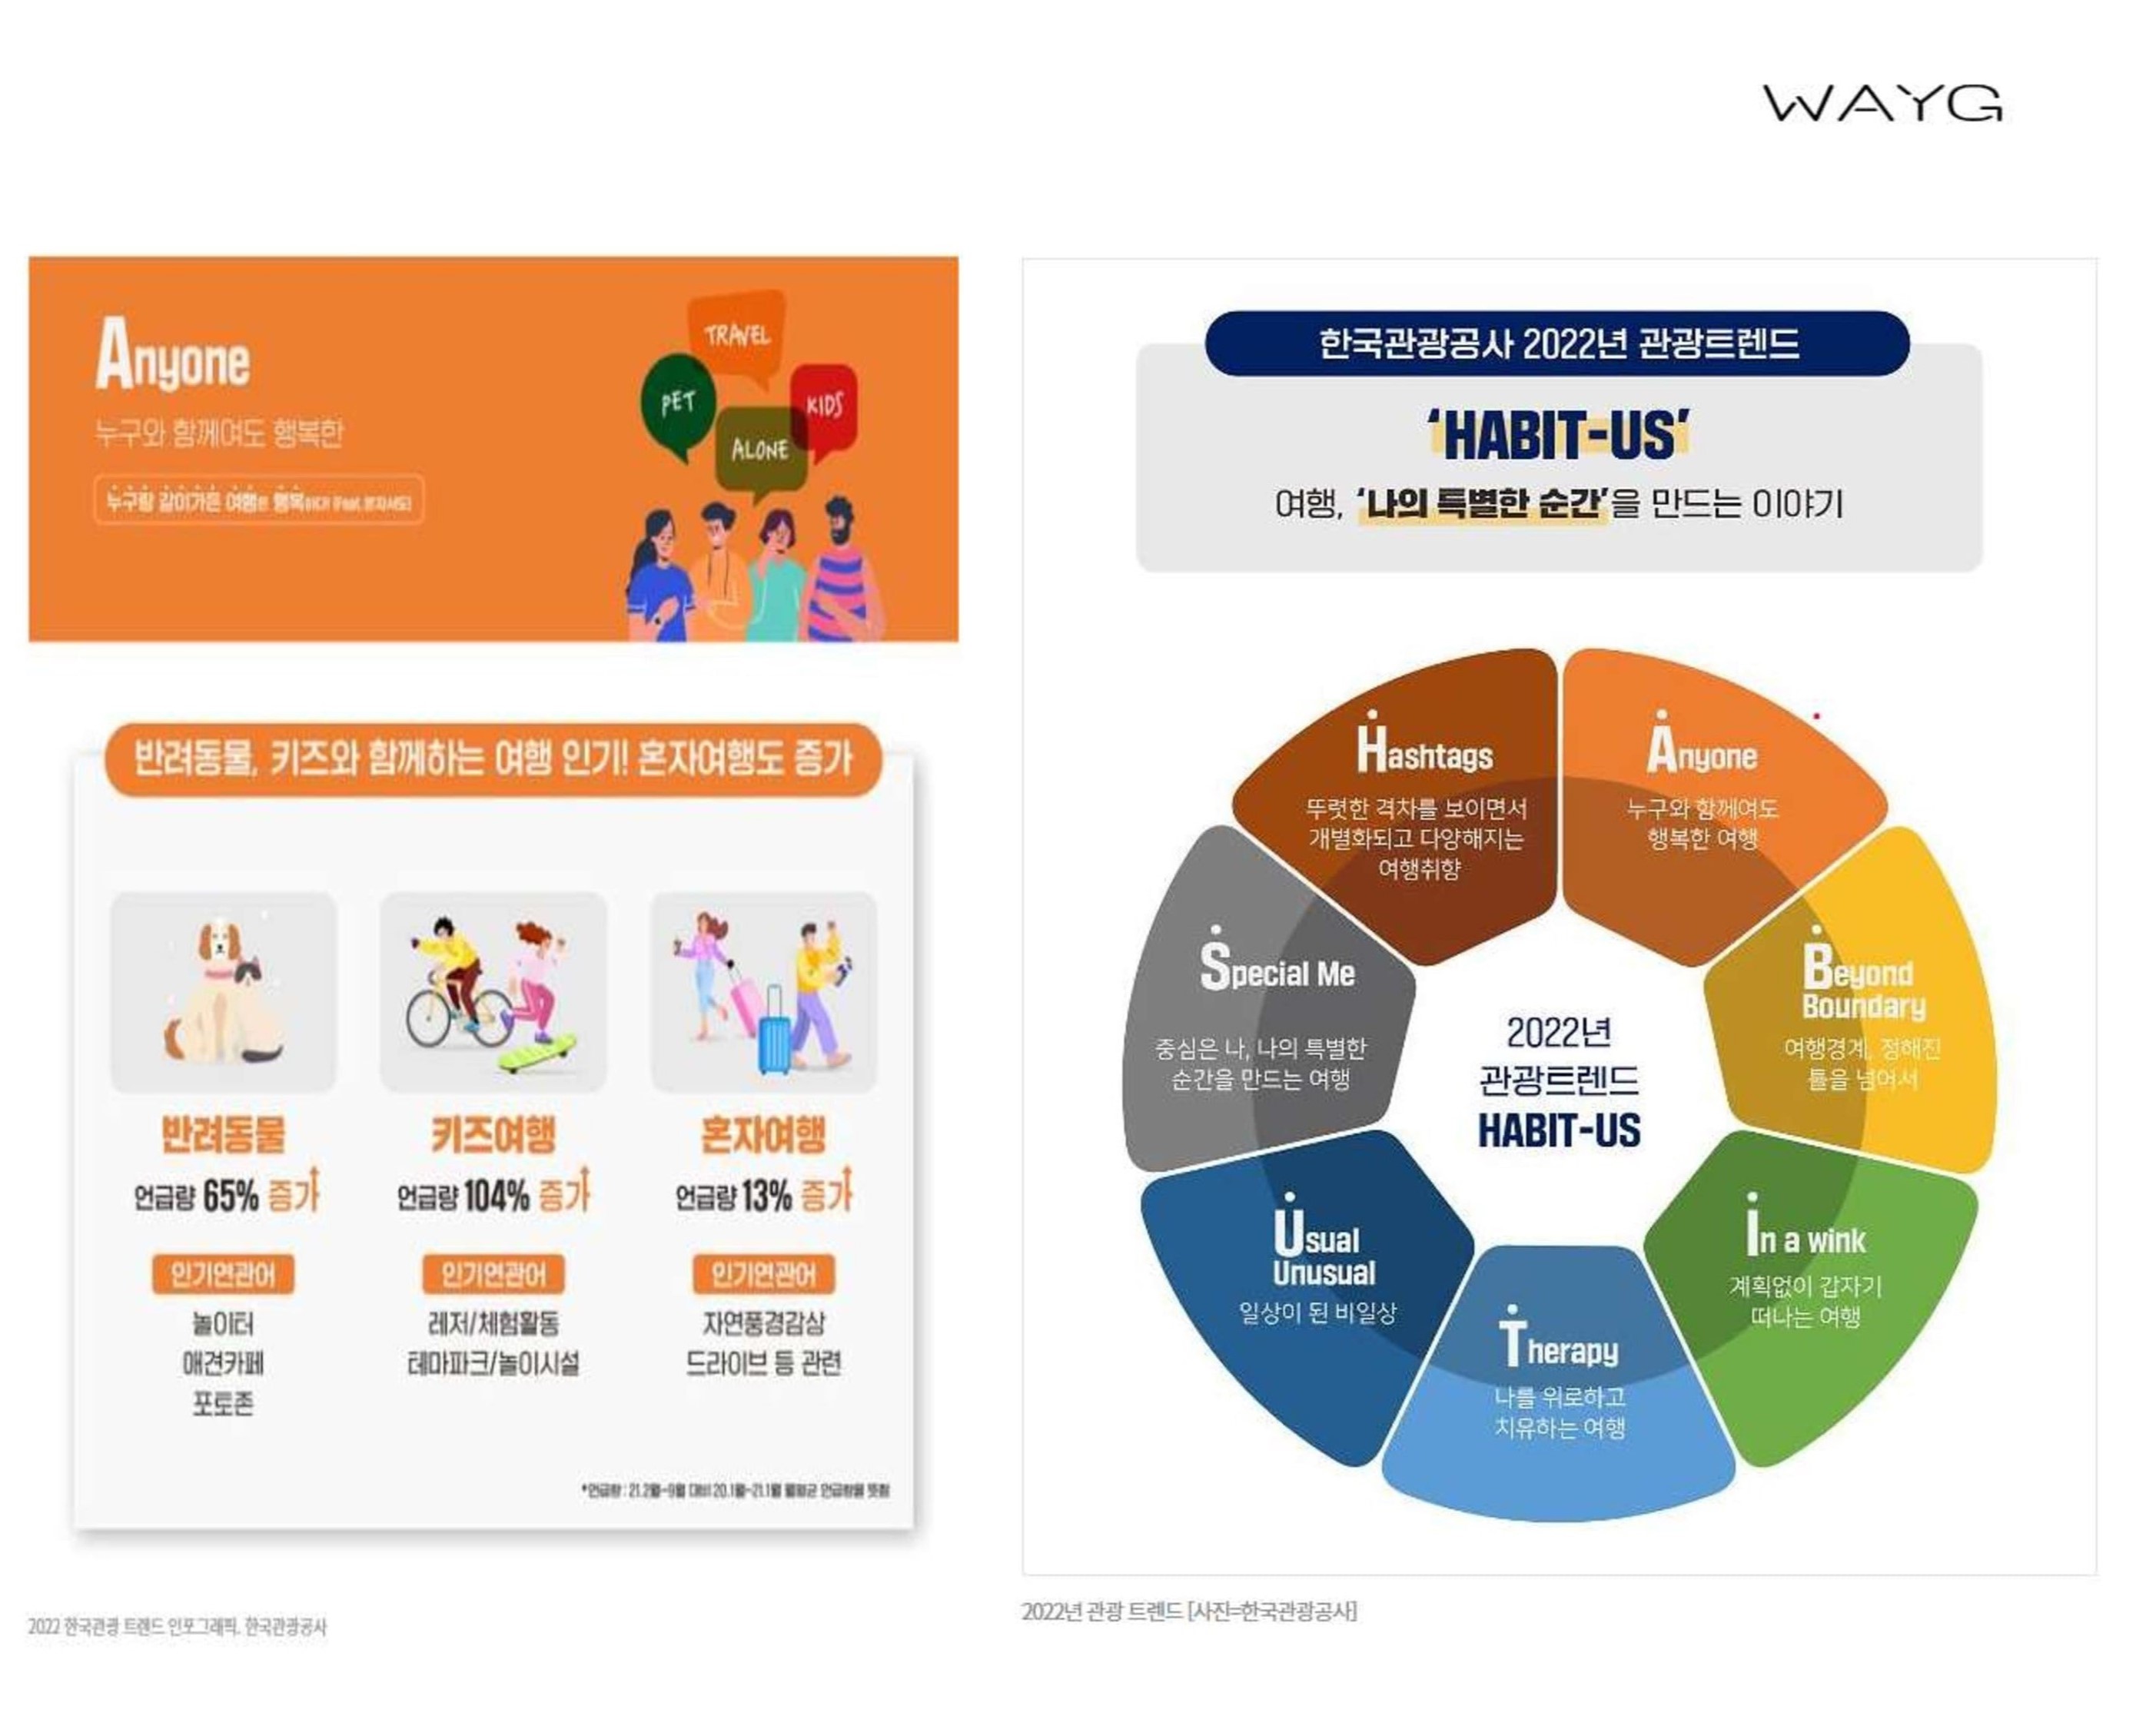 WAYG
Anyone
누구와 함께여도 행복한
누구랑 같이가든 여행은 행복하다! (Feat. 혼자서도)
TRAVEL
PET
KIDS
ALONE
반려동물, 키즈와 함께하는 여행 인기! 혼자여행도 증가
반려동물
언급량 65% 증가
인기연관어
놀이터
애견카페
포토존
키즈여행
언급량 104% 증가
인기연관어
레저/체험활동
테마파크/놀이시설
혼자여행
언급량 13% 증가
인기연관어
자연풍경감상
드라이브 등 관련
*언급량 : 21.2월~9월 대비 20.1월~21.1월 월평균 언급량을 뜻함
2022 한국관광 트렌드 인포그래픽. 한국관광공사
한국관광공사 2022년 관광트렌드
‘HABIT-US’
여행, ‘나의 특별한 순간’을 만드는 이야기
Hashtags
뚜렷한 격차를 보이면서
개별화되고 다양해지는
여행취향
Anyone
누구와 함께여도
행복한 여행
Beyond
Boundary
여행경계, 정해진
틀을 넘어서
In a wink
계획없이 갑자기
떠나는 여행
Therapy
나를 위로하고
치유하는 여행
Usual
Unusual
일상이 된 비일상
Special Me
중심은 나, 나의 특별한
순간을 만드는 여행
2022년
관광트렌드
HABIT-US
2022년 관광 트렌드 [사진=한국관광공사]